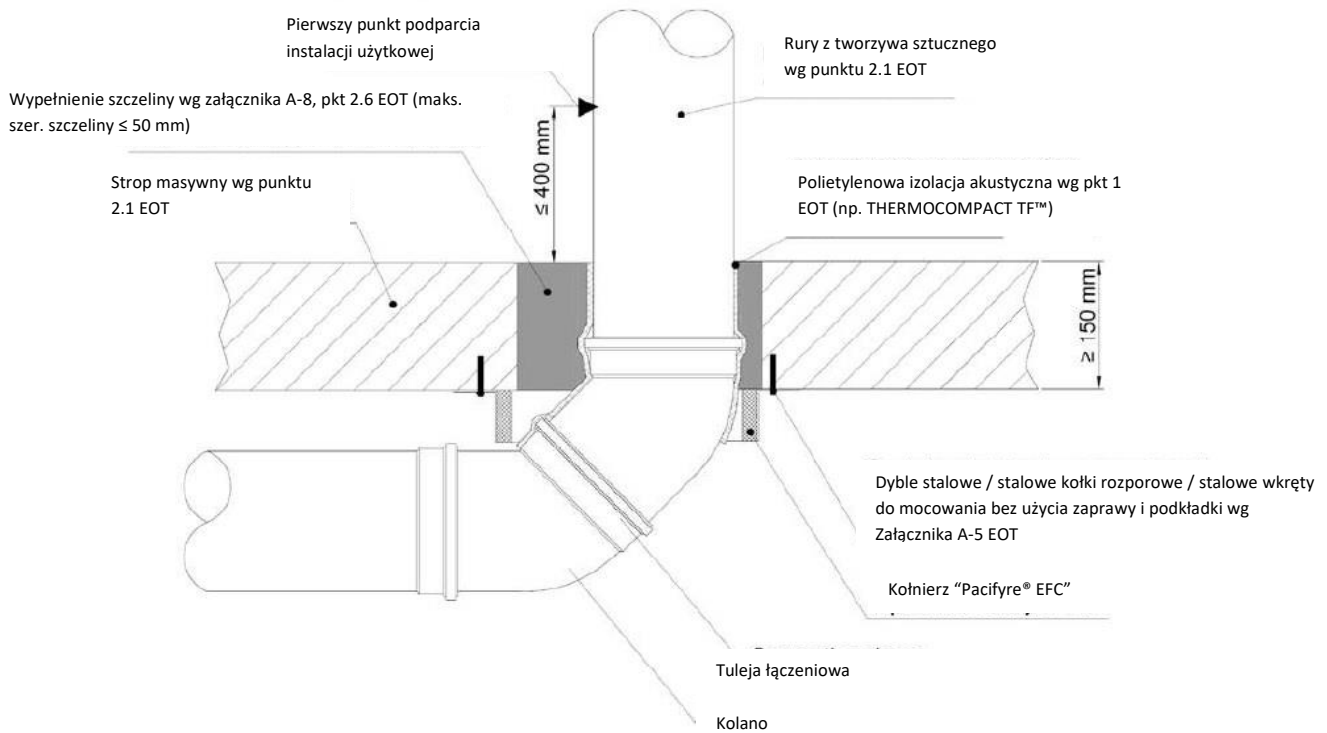 Pierwszy punkt podparcia
instalacji użytkowej
Rury z tworzywa sztucznego
wg punktu 2.1 EOT
Wypełnienie szczeliny wg załącznika A-8, pkt 2.6 EOT (maks.
szer. szczeliny ≤ 50 mm)
≤ 400 mm
Strop masywny wg punktu
2.1 EOT
Polietylenowa izolacja akustyczna wg pkt 1
EOT (np. THERMOCOMPACT TF™)
≥ 150 mm
Dyble stalowe / stalowe kołki rozporowe / stalowe wkręty
do mocowania bez użycia zaprawy i podkładki wg
Załącznika A-5 EOT
Kołnierz “Pacifyre® EFC”
Tuleja łączeniowa
Kolano